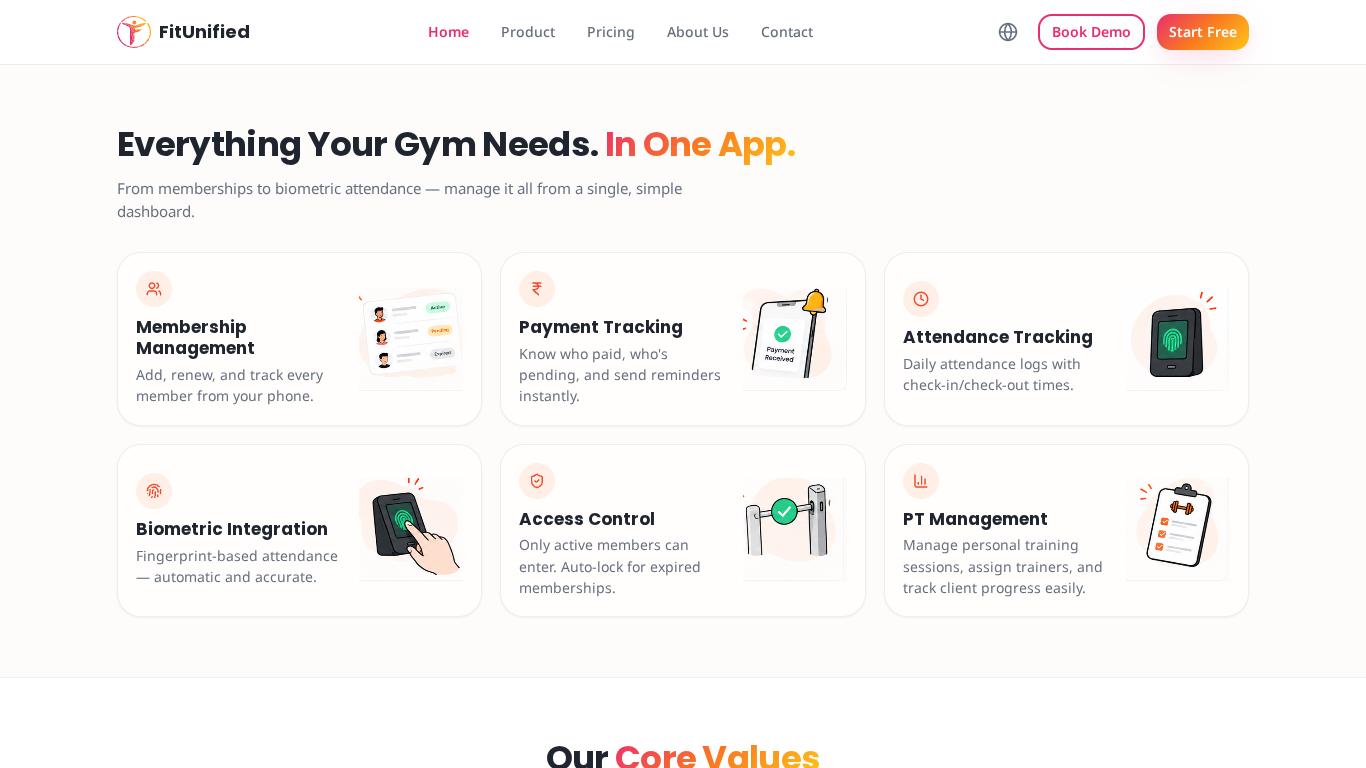 FitUnified
Home
Product
Pricing
About Us
Contact
Book Demo
Start Free
Everything Your Gym Needs. In One App.
From memberships to biometric attendance — manage it all from a single, simple
dashboard.
Membership
Management
Add, renew, and track every
member from your phone.
Active
Pending
Expired
Payment Tracking
Know who paid, who's
pending, and send reminders
instantly.
Payment
Received
Attendance Tracking
Daily attendance logs with
check-in/check-out times.
Biometric Integration
Fingerprint-based attendance
— automatic and accurate.
Access Control
Only active members can
enter. Auto-lock for expired
memberships.
PT Management
Manage personal training
sessions, assign trainers, and
track client progress easily.
Our Core Values